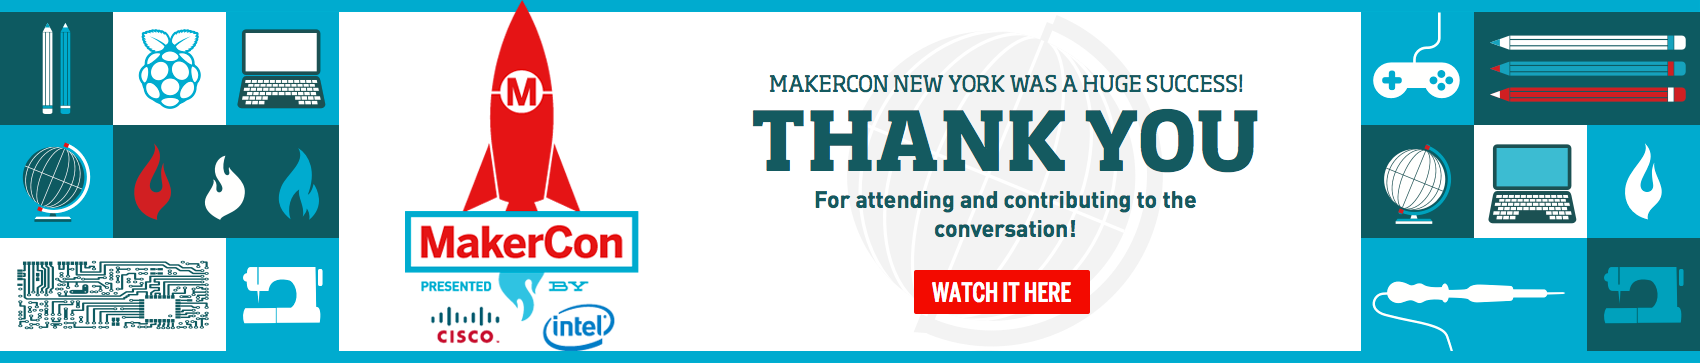 M
MakerCon
PRESENTED BY
CISCO.
intel
MAKERCON NEW YORK WAS A HUGE SUCCESS!
THANK YOU
For attending and contributing to the
conversation!
WATCH IT HERE